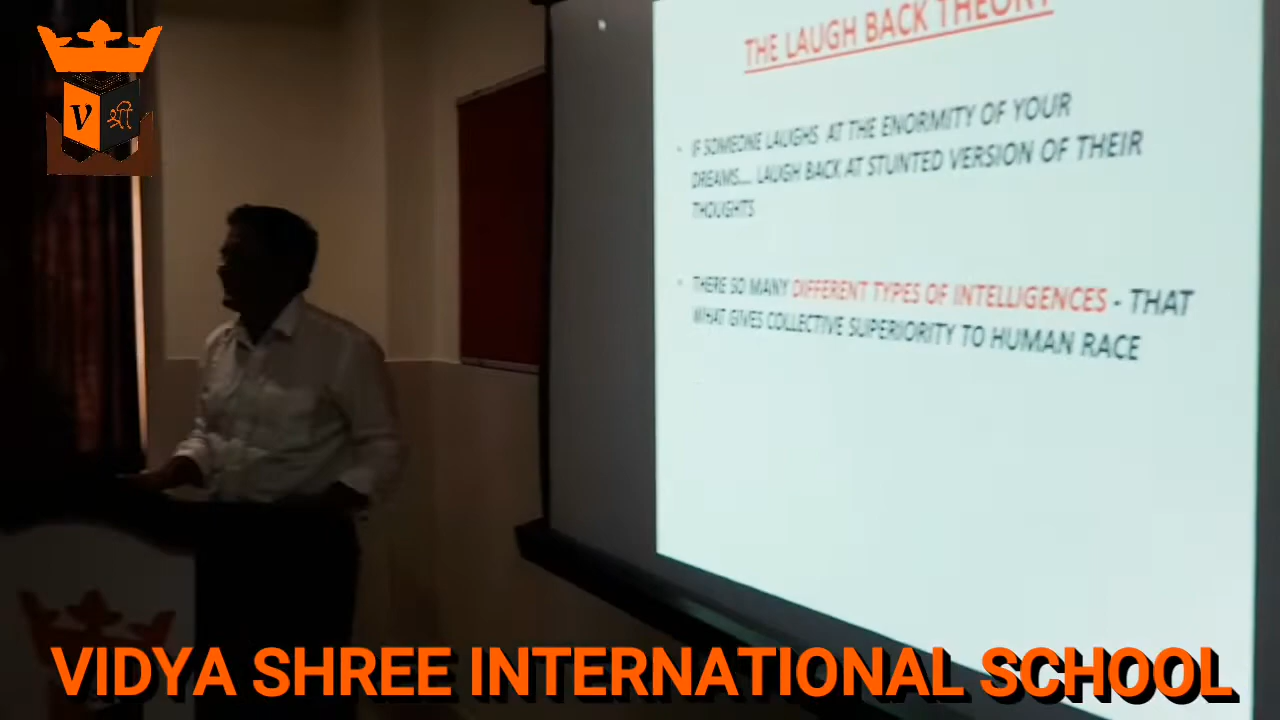 V श्री
THE LAUGH BACK THEORY
IF SOMEONE LAUGHS AT THE ENORMITY OF YOUR
DREAMS.... LAUGH BACK AT STUNTED VERSION OF THEIR
THOUGHTS
THERE SO MANY DIFFERENT TYPES OF INTELLIGENCES - THAT
WHAT GIVES COLLECTIVE SUPERIORITY TO HUMAN RACE
VIDYA SHREE INTERNATIONAL SCHOOL